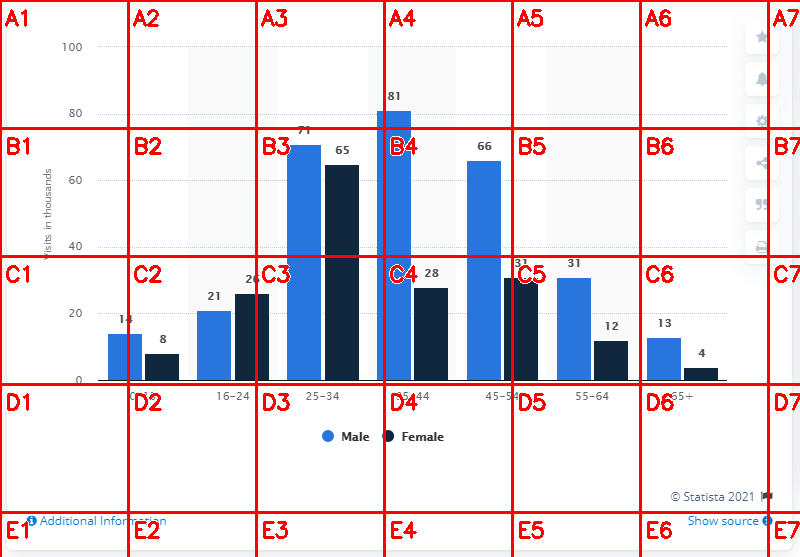 A1 A2 A3 A4 A5 A6 A7
100
81
80
71
B1 B2 B3 65 B4 66 B5 B6 B7
60
Visits in thousands
40
C1 C2 26 C3 C4 28 31 C5 31 C6 C7
21
20
14 12 13
8 4
0
16-24 25-34 35-44 45-54 55-64 65+
D1 D2 D3 D4 D5 D6 D7
Male Female
© Statista 2021
Additional Information Show source
E1 E2 E3 E4 E5 E6 E7